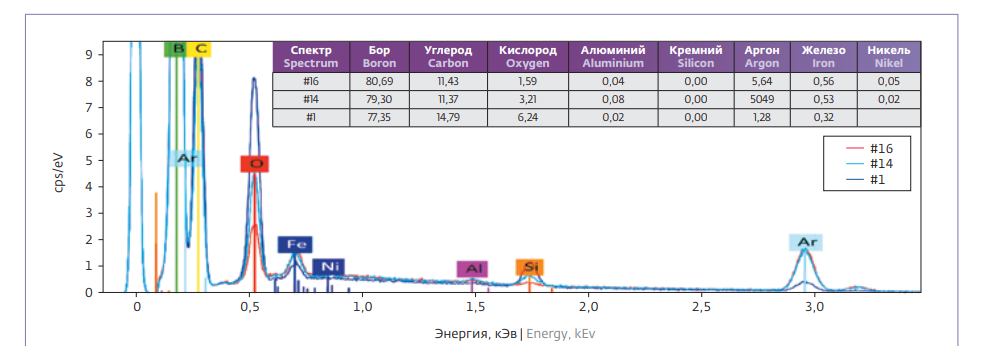 Спектр Бор Углерод Кислород Алюминий Кремний Аргон Железо Никель
Spectrum Boron Carbon Oxygen Aluminium Silicon Argon Iron Nikel
#16 80,69 11,43 1,59 0,04 0,00 5,64 0,56 0,05
#14 79,30 11,37 3,21 0,08 0,00 5049 0,53 0,02
#1 77,35 14,79 6,24 0,02 0,00 1,28 0,32
B C
Ar
O
Fe
Ni
Al
Si
Ar
#16
#14
#1
cps/eV
9
8
7
6
5
4
3
2
1
0
0 0,5 1,0 1,5 2,0 2,5 3,0
Энергия, кЭв | Energy, kEv